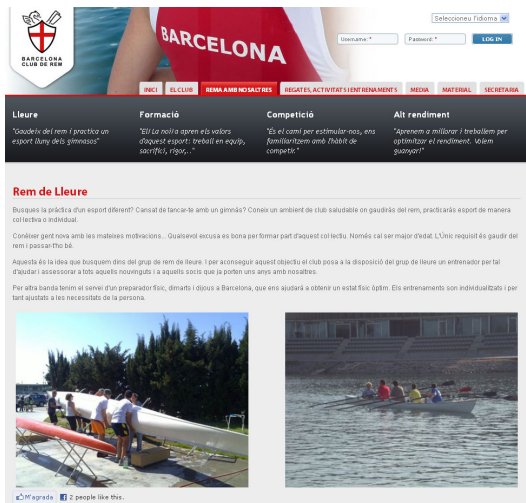 Seleccioneu l'idioma
BARCELONA
CLUB DE REM
BARCELONA
Username: *
Password: *
LOG IN
INICI
EL CLUB
REMA AMB NOSALTRES
REGATES, ACTIVITATS I ENTRENAMENTS
MEDIA
MATERIAL
SECRETARIA
Lleure
"Gaudeix del rem i practica un
esport lluny dels gimnasos"
Formació
"El/ La noi/a apren els valors
d'aquest esport: treball en equip,
sacrifici, rigor,.."
Competició
"És el camí per estimular-nos, ens
familiaritzem amb l'hàbit de
competir."
Alt rendiment
"Aprenem a millorar i treballem per
optimitzar el rendiment. Volem
guanyar!"
Rem de Lleure
Busques la pràctica d'un esport diferent? Cansat de tancar-te amb un gimnàs? Coneix un ambient de club saludable on gaudiràs del rem, practicaràs esport de manera
col·lectiva o individual.
Conèixer gent nova amb les mateixes motivacions... Qualsevol excusa es bona per formar part d'aquest col·lectiu. Només cal ser major d'edat. L'Únic requisit és gaudir del
rem i passar-t'ho bé.
Aquesta és la idea que busquem dins del grup de rem de lleure. I per aconseguir aquest objectiu el club posa a la disposició del grup de lleure un entrenador per tal
d'ajudar i assessorar a tots aquells nouvinguts i a aquells socis que ja porten uns anys amb nosaltres.
Per altra banda tenim el servei d'un preparador físic, dimarts i dijous a Barcelona, que ens ajudarà a obtenir un estat físic òptim. Els entrenaments son individualitzats i per
tant ajustats a les necessitats de la persona.
M'agrada
2 people like this.